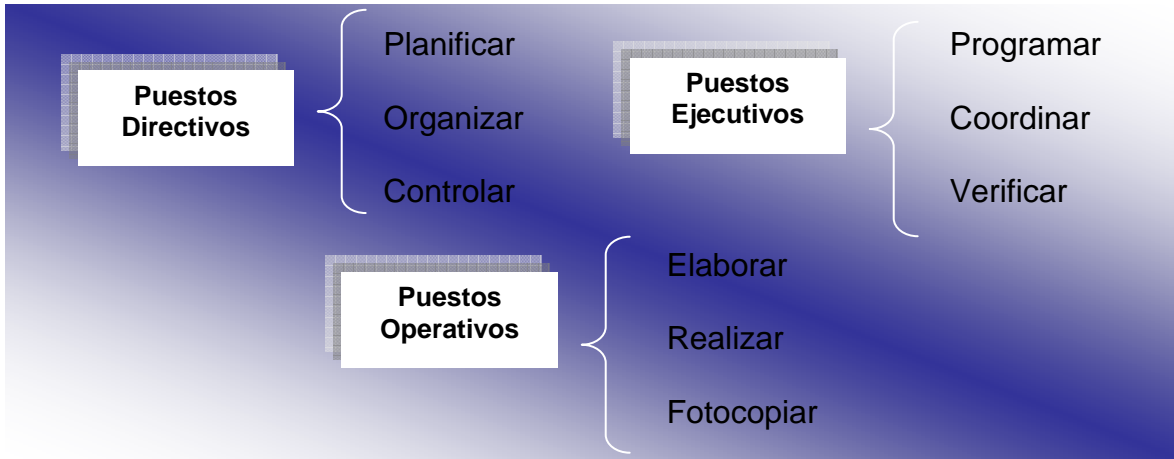 Puestos
Directivos
Planificar
Organizar
Controlar
Puestos
Ejecutivos
Programar
Coordinar
Verificar
Puestos
Operativos
Elaborar
Realizar
Fotocopiar